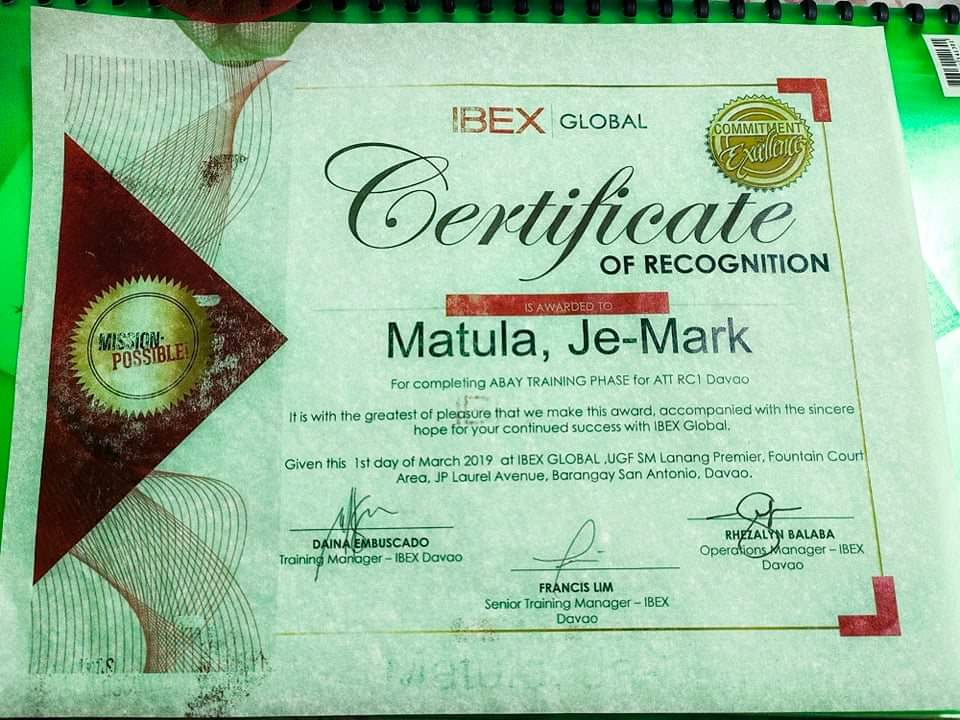 IBEX GLOBAL
COMMITMENT
Excellence
Certificate
OF RECOGNITION
IS AWARDED TO
MISSION-
POSSIBLE!
Matula, Je-Mark
For completing ABAY TRAINING PHASE for ATT RC1 Davao
It is with the greatest of pleasure that we make this award, accompanied with the sincere
hope for your continued success with IBEX Global.
Given this 1st day of March 2019 at IBEX GLOBAL ,UGF SM Lanang Premier, Fountain Court
Area, JP Laurel Avenue, Barangay San Antonio, Davao.
DAINA EMBUSCADO
Training Manager – IBEX Davao
FRANCIS LIM
Senior Training Manager – IBEX
Davao
RHEZALYN BALABA
Operations Manager – IBEX
Davao